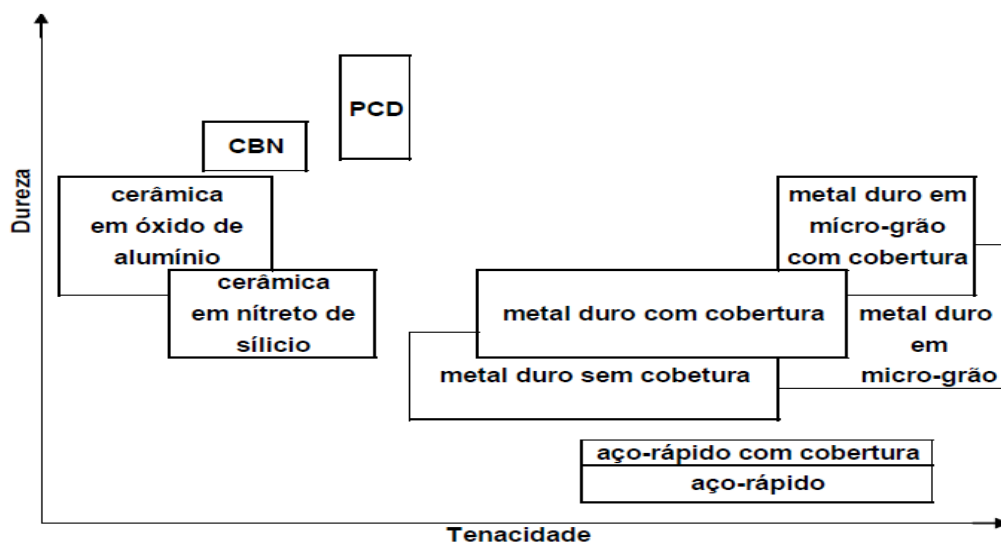 PCD
CBN
Dureza
cerâmica
em óxido de
alumínio
metal duro em
mícro-grão
com cobertura
cerâmica
em nítreto de
sílicio
metal duro com cobertura
metal duro
em
micro-grão
metal duro sem cobetura
aço-rápido com cobertura
aço-rápido
Tenacidade